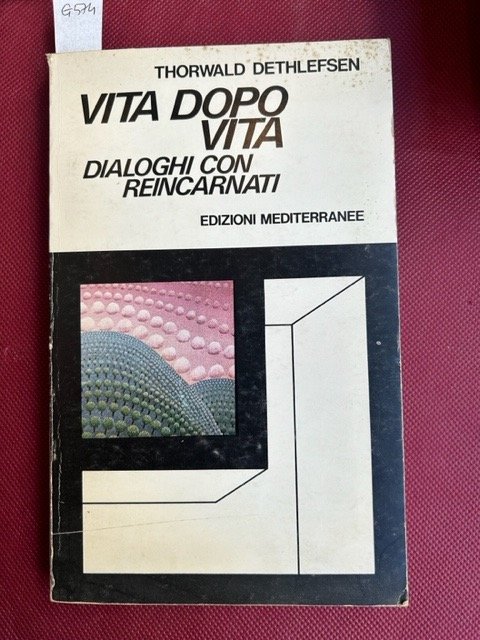 G574
THORWALD DETHLEFSEN
VITA DOPO
VITA
DIALOGHI CON
REINCARNATI
EDIZIONI MEDITERRANEE